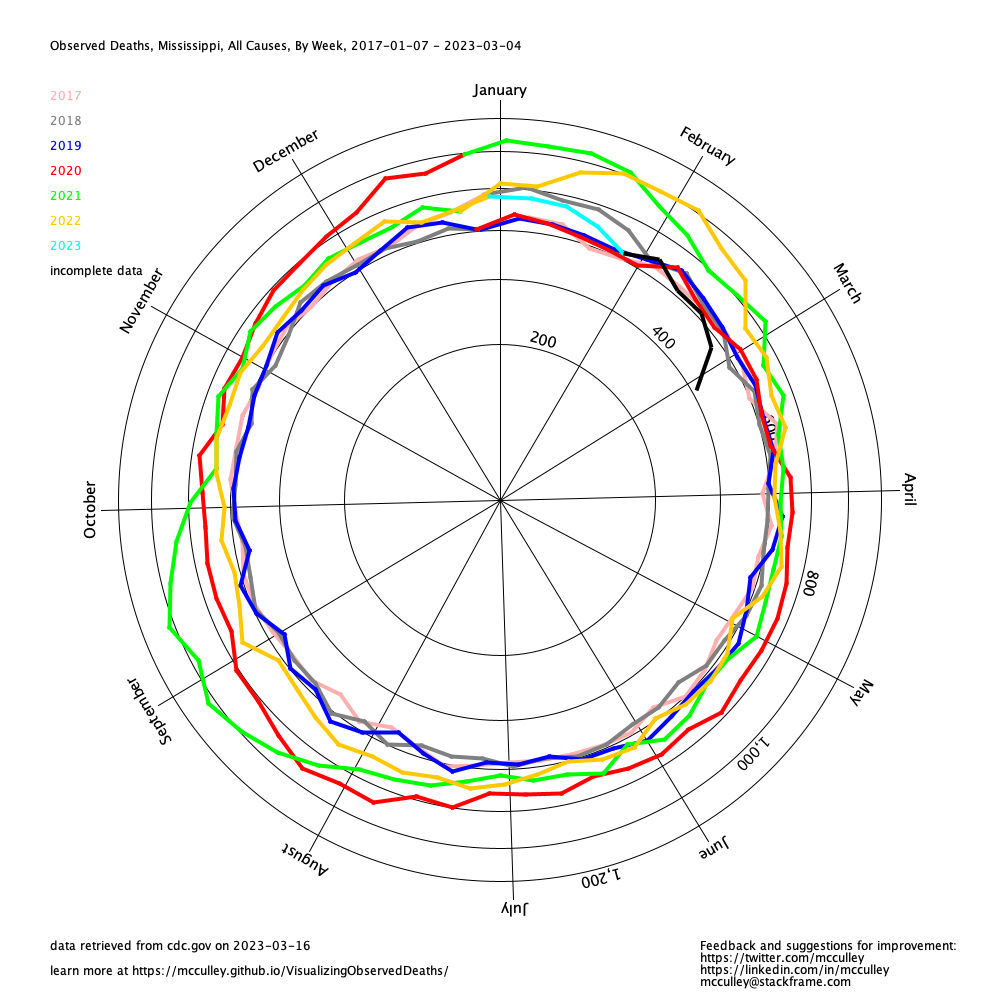 Observed Deaths, Mississippi, All Causes, By Week, 2017-01-07 - 2023-03-04
January
2017
2018
2019
2020
2021
2022
2023
incomplete data
December
February
November
March
200
400
600
October
April
800
September
May
1,000
August
June
1,200
July
data retrieved from cdc.gov on 2023-03-16
learn more at https://mcculley.github.io/VisualizingObservedDeaths/
Feedback and suggestions for improvement:
https://twitter.com/mcculley
https://linkedin.com/in/mcculley
mcculley@stackframe.com